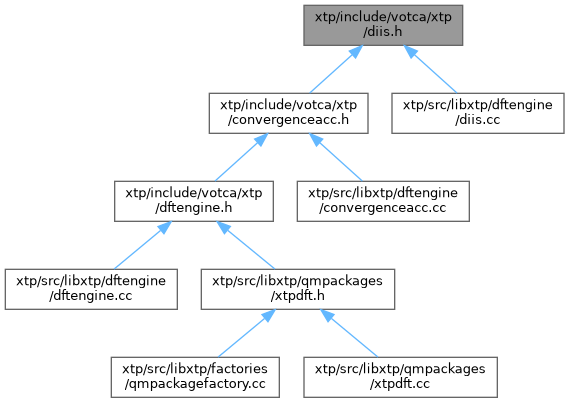 xtp/include/votca/xtp
/diis.h
xtp/include/votca/xtp
/convergenceacc.h
xtp/src/libxtp/dftengine
/diis.cc
xtp/include/votca/xtp
/dftengine.h
xtp/src/libxtp/dftengine
/convergenceacc.cc
xtp/src/libxtp/dftengine
/dftengine.cc
xtp/src/libxtp/qmpackages
/xtpdft.h
xtp/src/libxtp/factories
/qmpackagefactory.cc
xtp/src/libxtp/qmpackages
/xtpdft.cc